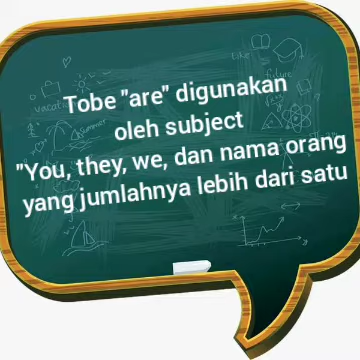 Tobe "are" digunakan
oleh subject
"You, they, we, dan nama orang
yang jumlahnya lebih dari satu